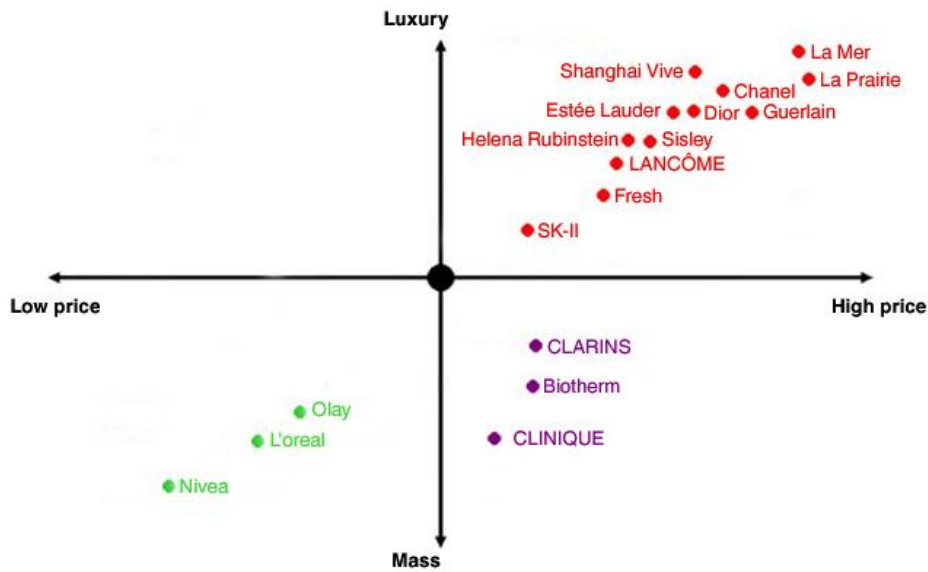 Luxury
La Mer
Shanghai Vive
La Prairie
Chanel
Estée Lauder
Dior
Guerlain
Helena Rubinstein
Sisley
LANCÔME
Fresh
SK-II
Low price
High price
CLARINS
Biotherm
Olay
L'oreal
CLINIQUE
Nivea
Mass